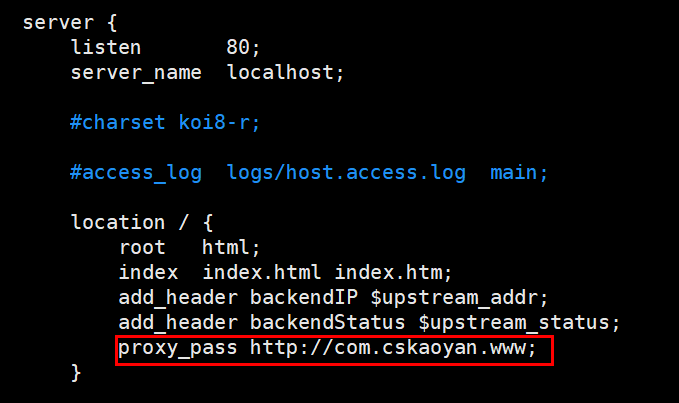 server {
    listen       80;
    server_name  localhost;
    #charset koi8-r;
    #access_log  logs/host.access.log  main;
    location / {
        root   html;
        index  index.html index.htm;
        add_header backendIP $upstream_addr;
        add_header backendStatus $upstream_status;
        proxy_pass http://com.cskaoyan.www;
    }